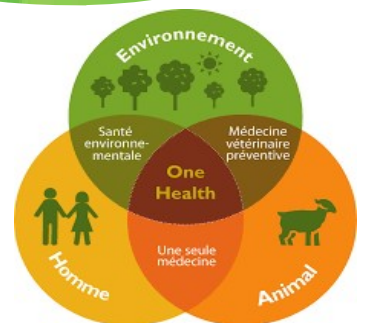 Environnement
Santé
environne-
mentale
Médecine
vétérinaire
préventive
One
Health
Une seule
médecine
Homme
Animal